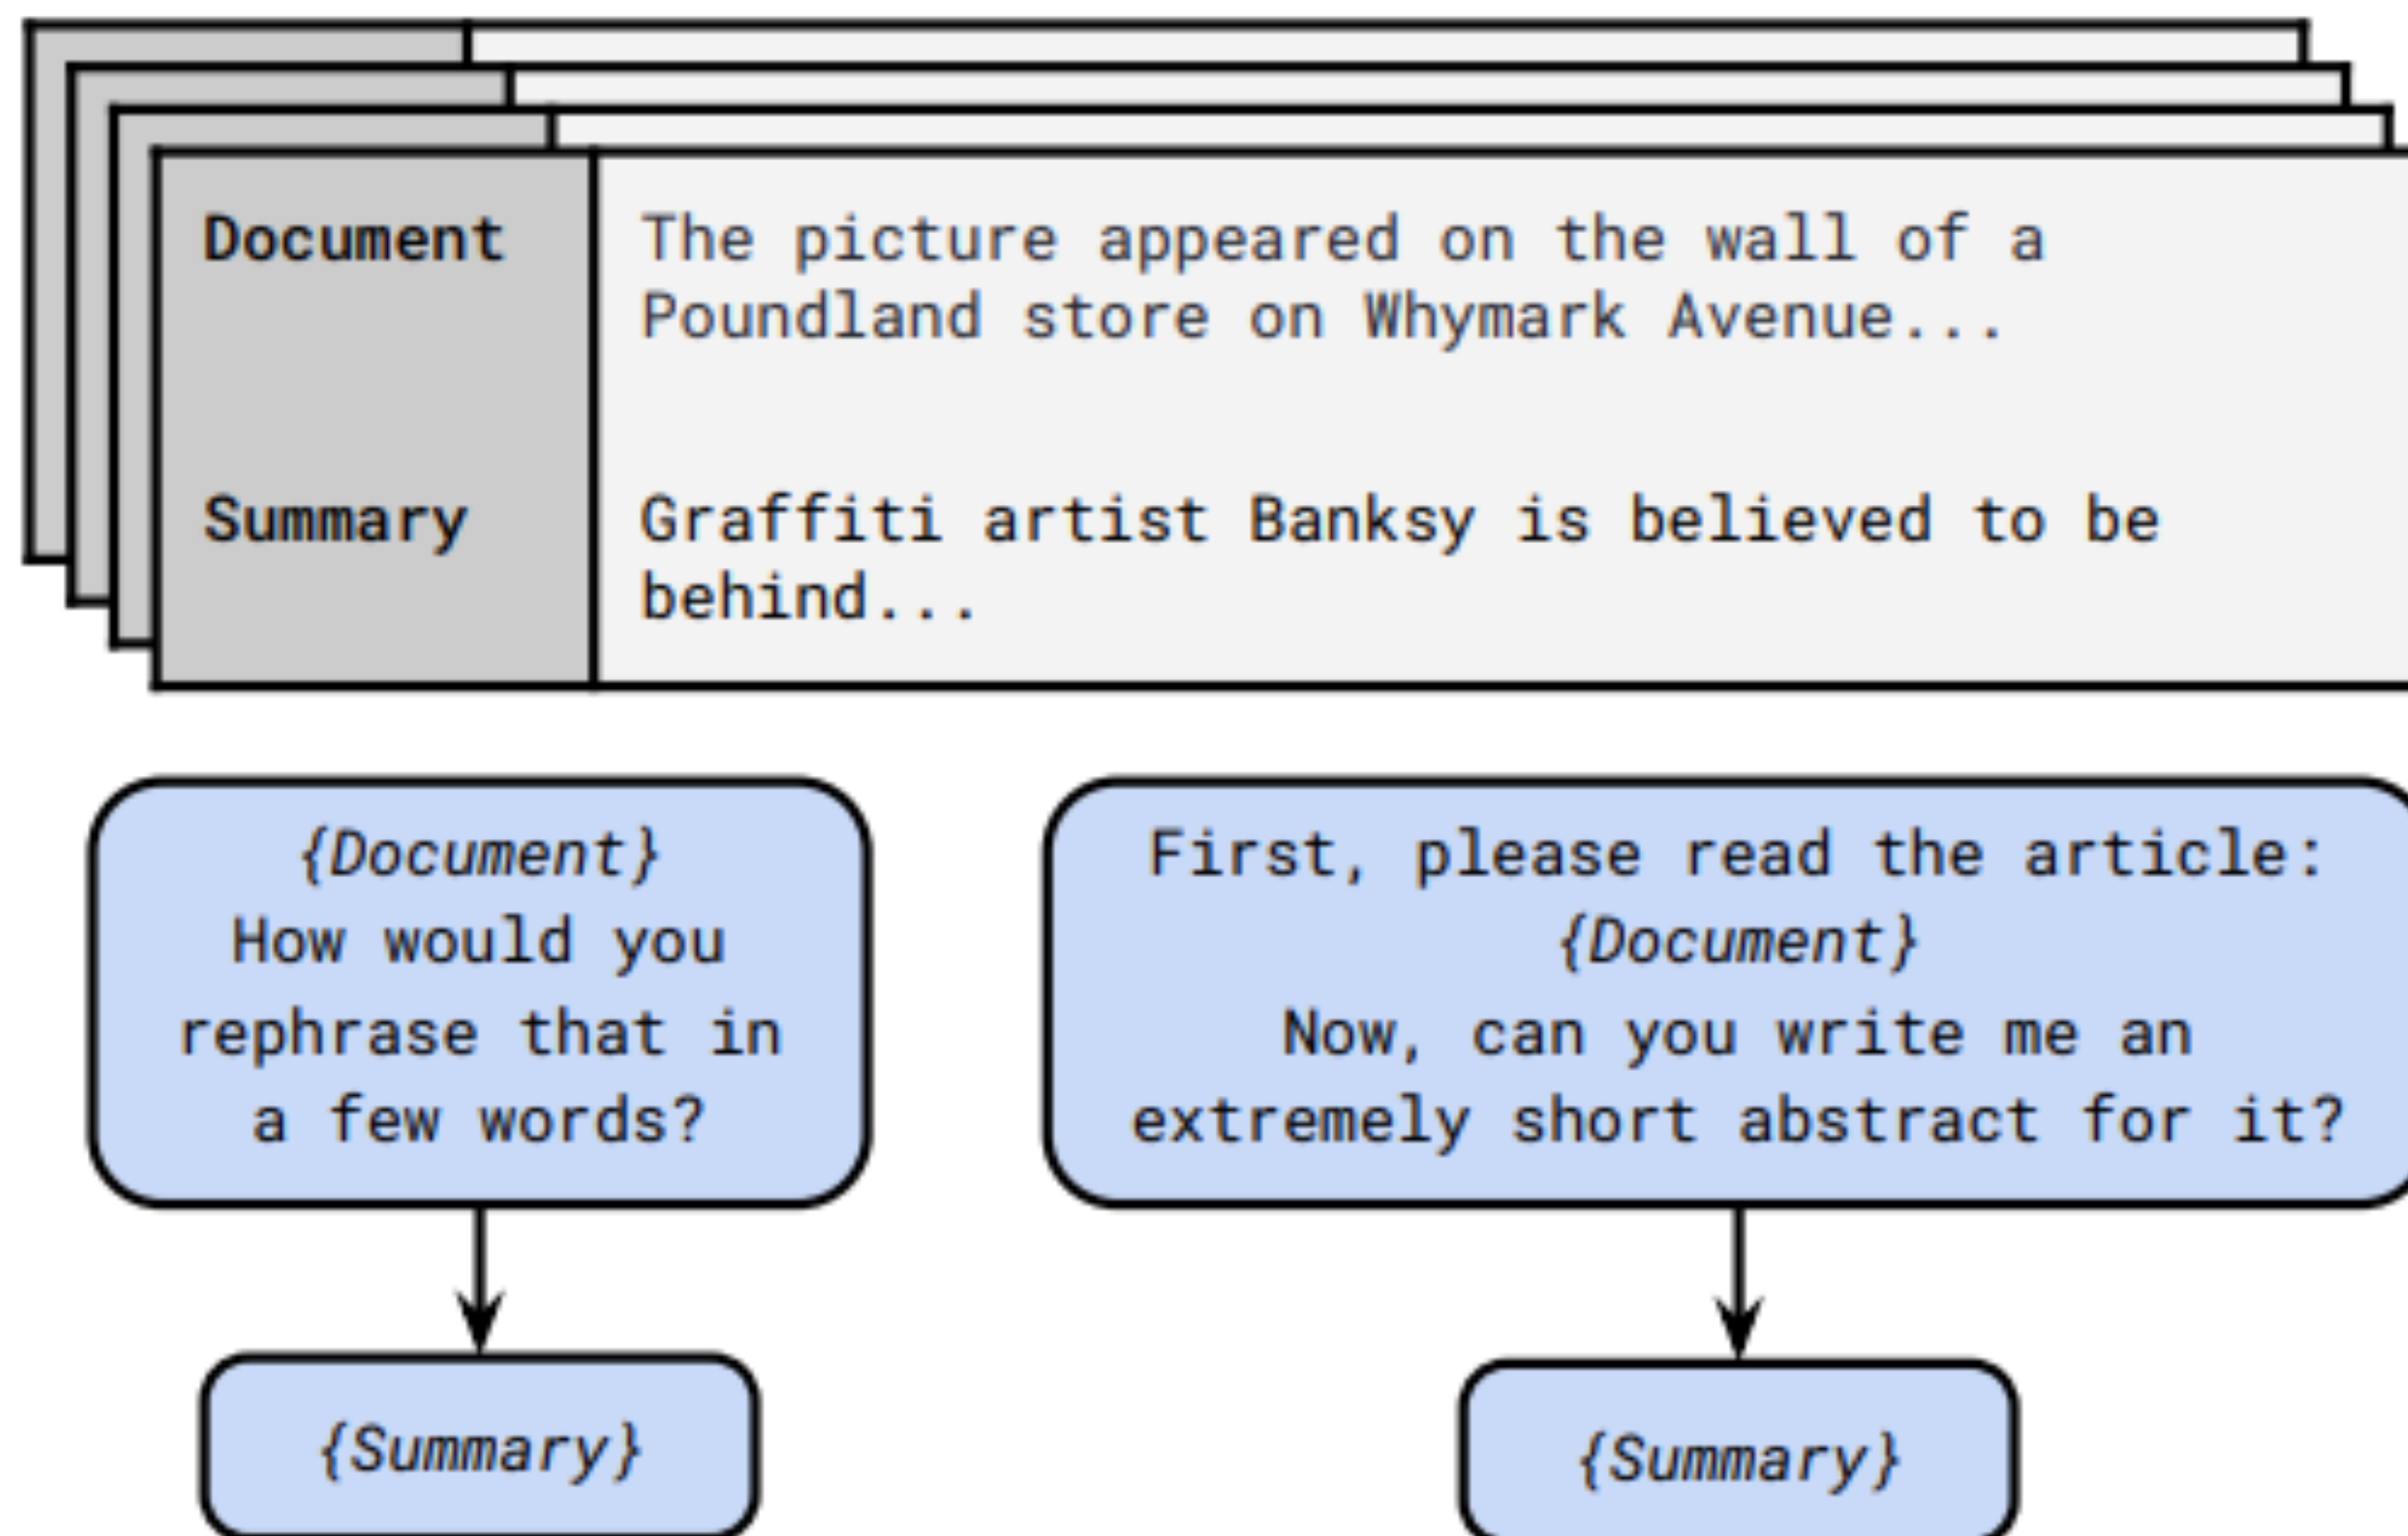 Document
The picture appeared on the wall of a
Poundland store on Whymark Avenue...
Summary
Graffiti artist Banksy is believed to be
behind...
{Document}
How would you
rephrase that in
a few words?
{Summary}
First, please read the article:
{Document}
Now, can you write me an
extremely short abstract for it?
{Summary}